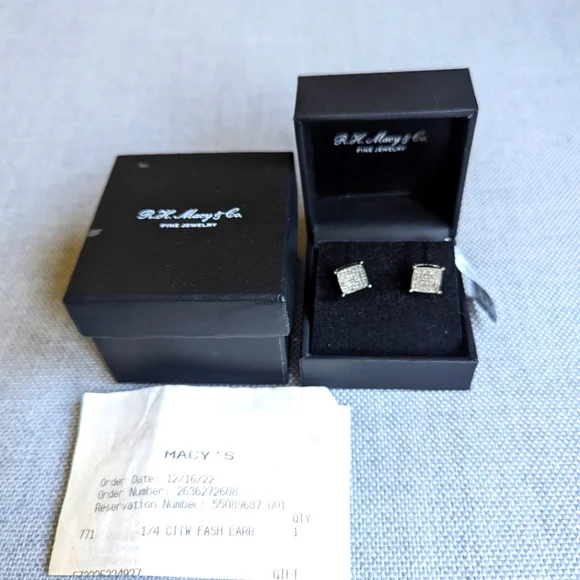 R.H. Macy & Co.
FINE JEWELRY
R.H. Macy & Co.
FINE JEWELRY
MACY'S
Order Date: 12/16/22
Order Number: 2636272608
Reservation Number: 55089687 001
QTY
771 1/4 CTTW FASH EARR 1
GIFT